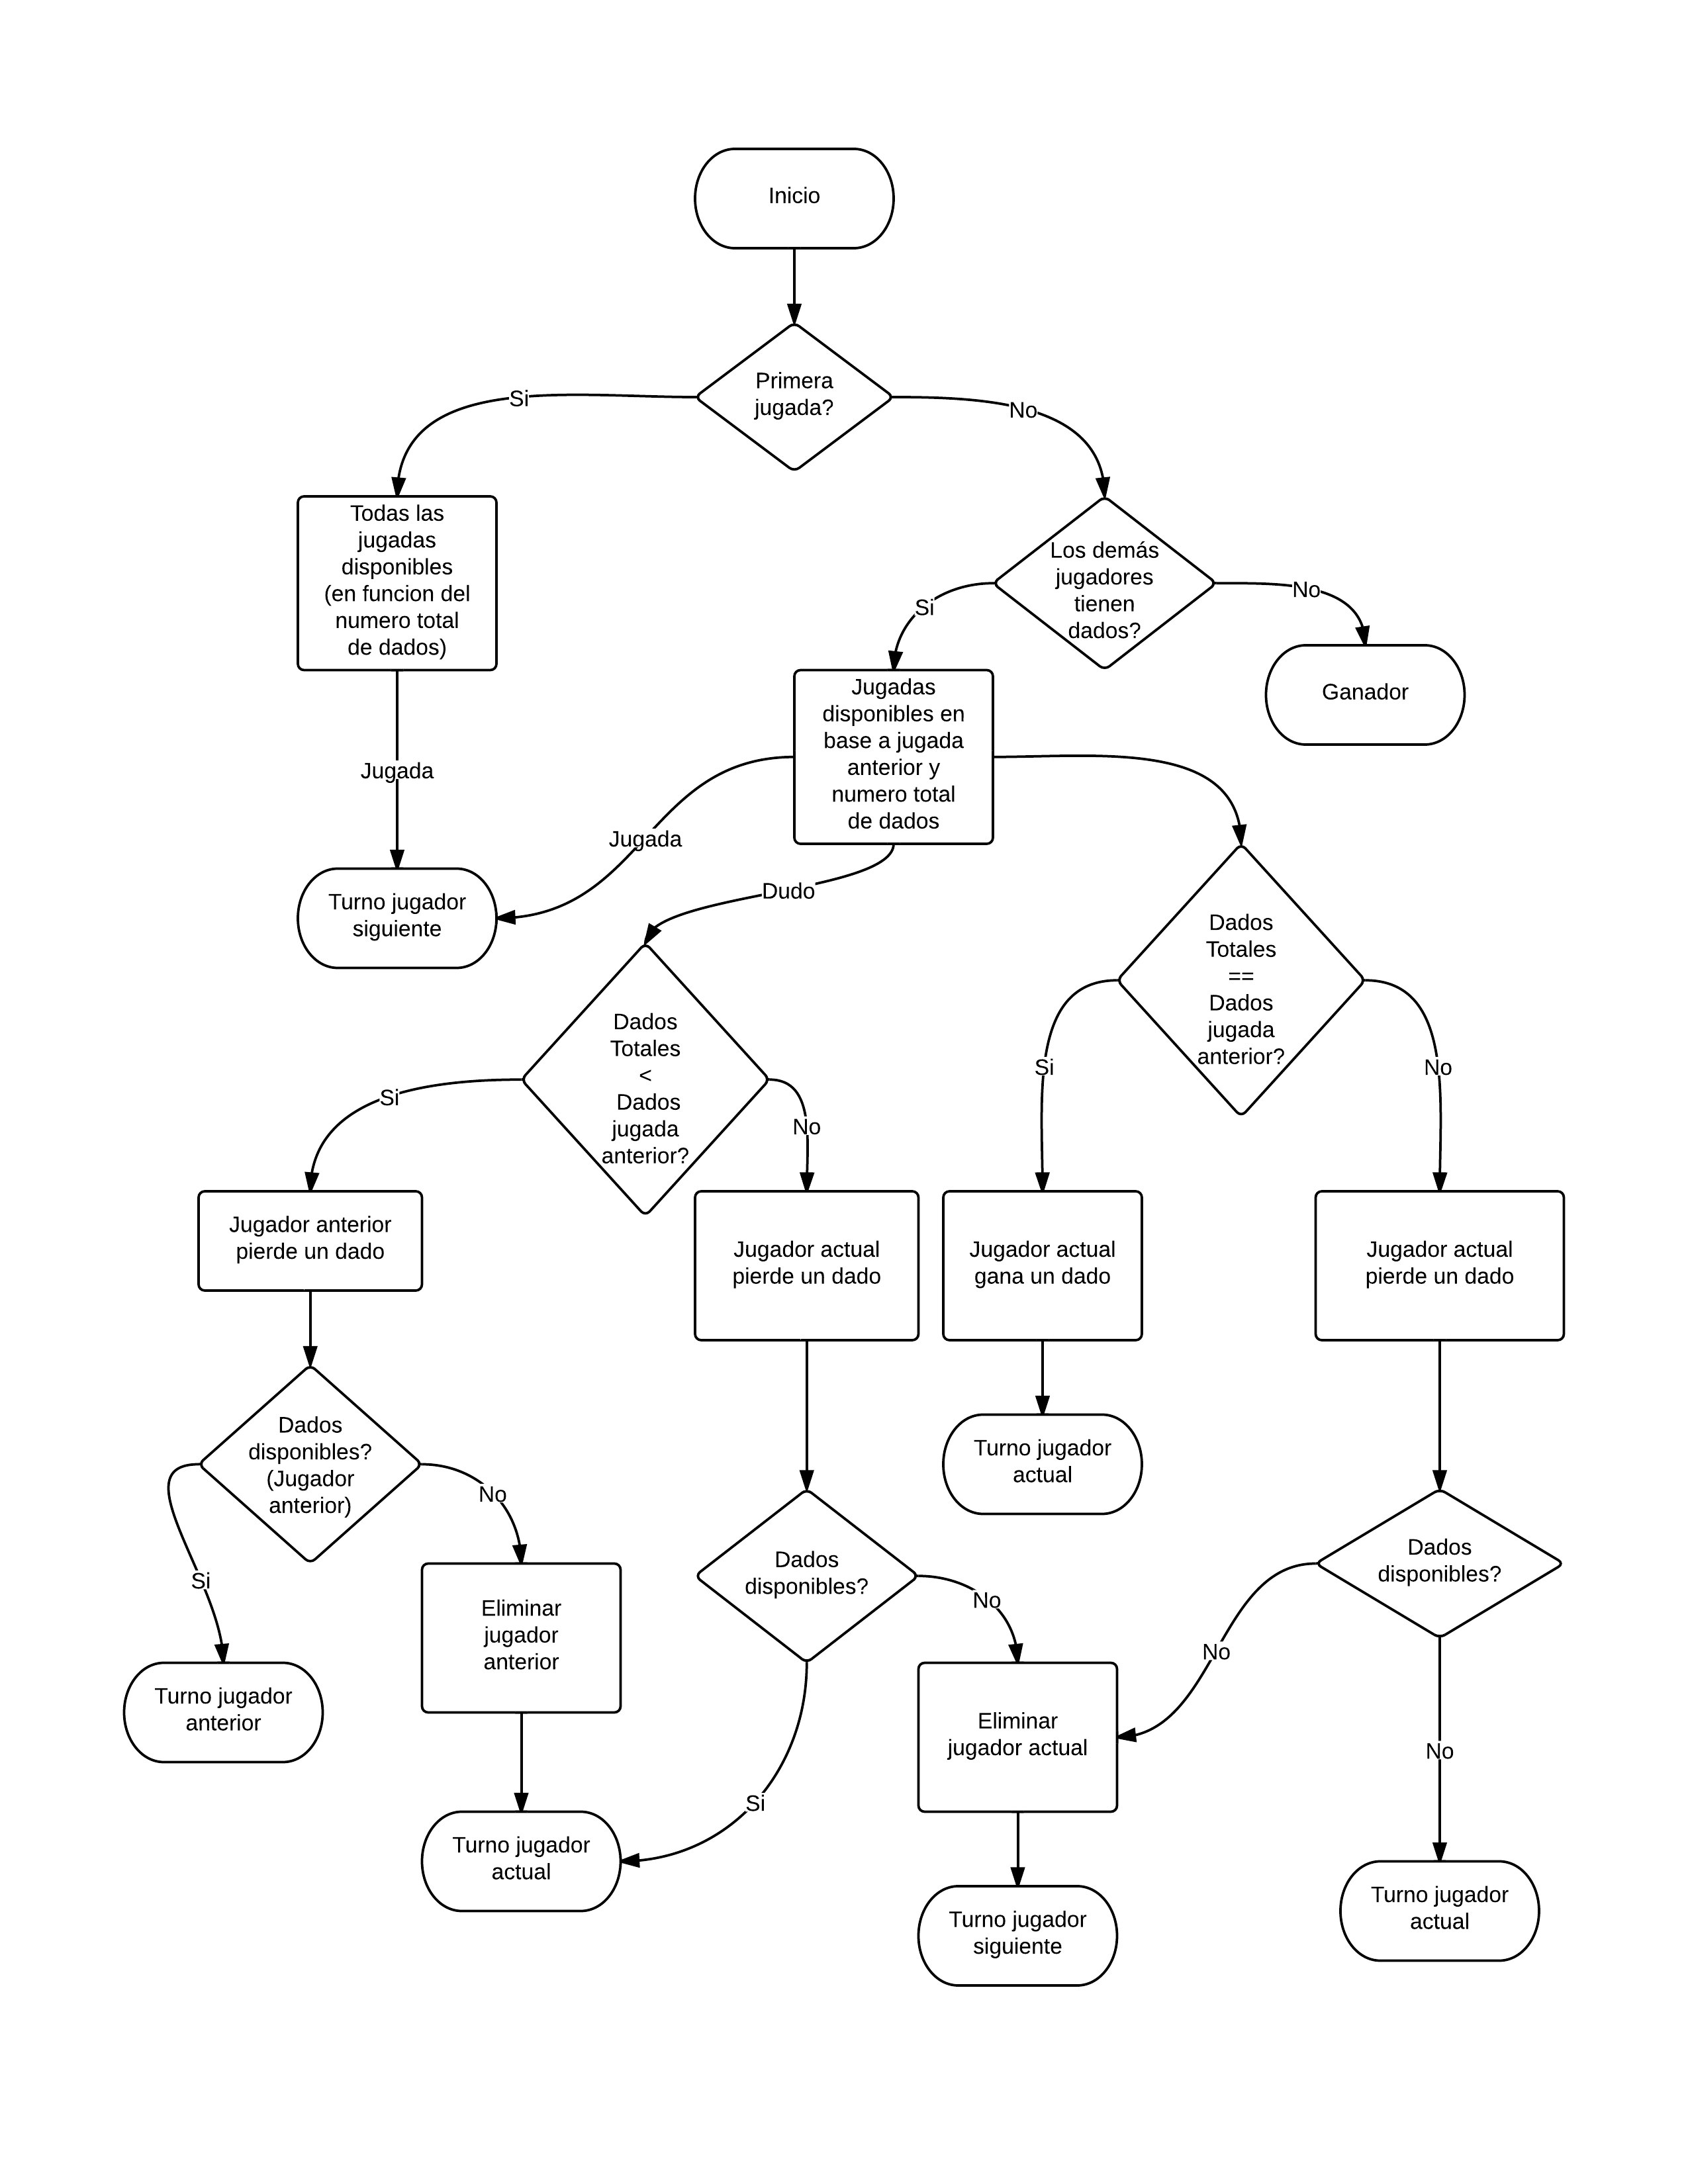 Inicio
Primera
jugada?
Si
No
Todas las
jugadas
disponibles
(en funcion del
numero total
de dados)
Los demás
jugadores
tienen
dados?
Si
No
Ganador
Jugadas
disponibles en
base a jugada
anterior y
numero total
de dados
Jugada
Jugada
Dudo
Turno jugador
siguiente
Dados
Totales
==
Dados
jugada
anterior?
Dados
Totales
<
Dados
jugada
anterior?
Si
No
Si
No
Jugador anterior
pierde un dado
Jugador actual
pierde un dado
Jugador actual
gana un dado
Jugador actual
pierde un dado
Dados
disponibles?
(Jugador
anterior)
Turno jugador
actual
No
Si
Dados
disponibles?
Dados
disponibles?
Eliminar
jugador
anterior
No
No
Turno jugador
anterior
Eliminar
jugador actual
No
Si
Turno jugador
actual
Turno jugador
siguiente
Turno jugador
actual